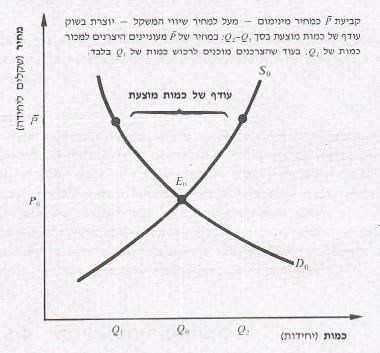 קביעת P̄ כמחיר מינימום — מעל למחיר שיווי המשקל — יוצרת בשוק
עודף של כמות מוצעת בסך Q₂–Q₁: במחיר של P̄ מעוניינים היצרנים למכור
כמות של Q₂, בעוד שהצרכנים מוכנים לרכוש כמות של Q₁ בלבד.
מחיר (שקלים ליחידה)
S₀
עודף של כמות מוצעת
P̄
E₀
P₀
D₀
Q₁ Q₀ Q₂
כמות (יחידות)